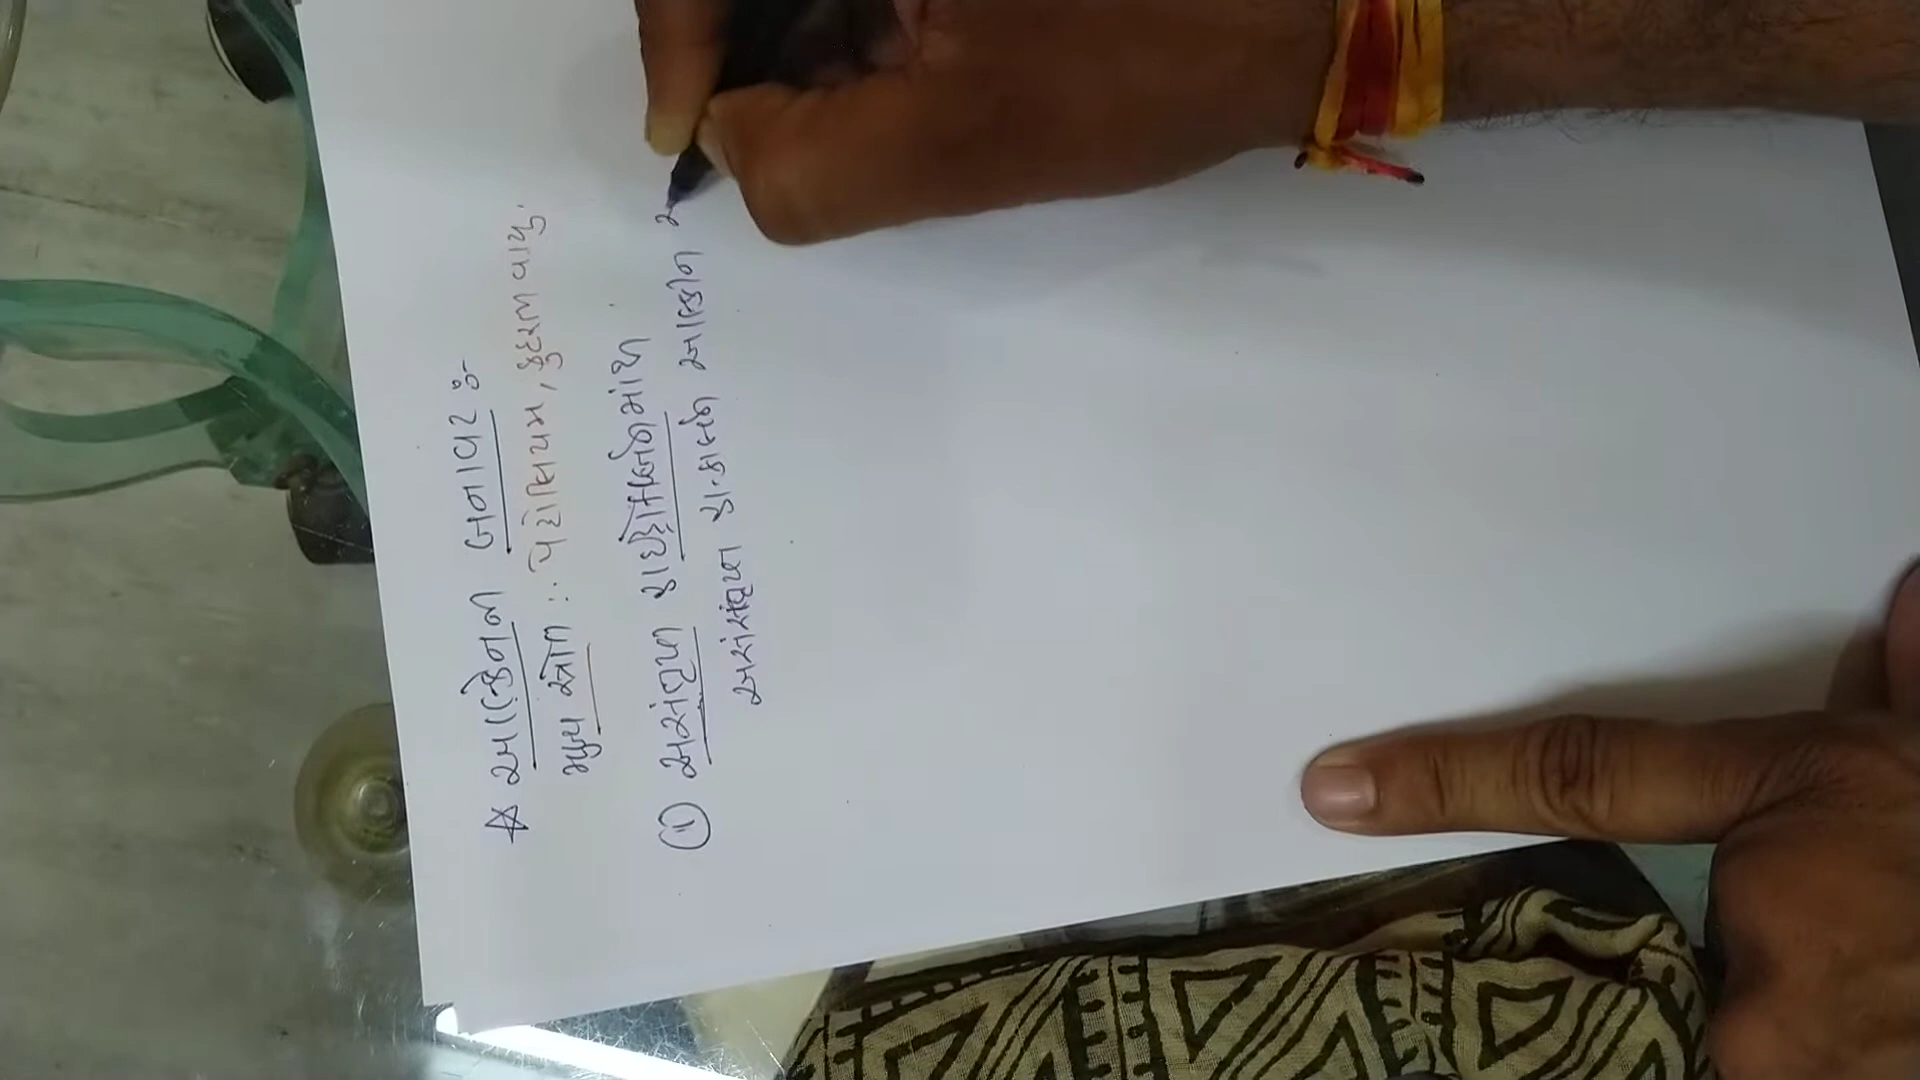 ☆ આલ્કેનની બનાવટ :-
મુખ્ય સ્ત્રોત : પેટ્રોલિયમ, કુદરતી વાયુ.
(1) અસંતૃપ્ત હાઇડ્રોકાર્બનમાંથી
અસંતૃપ્ત હાઇડ્રોકાર્બન આલ્કીન અ